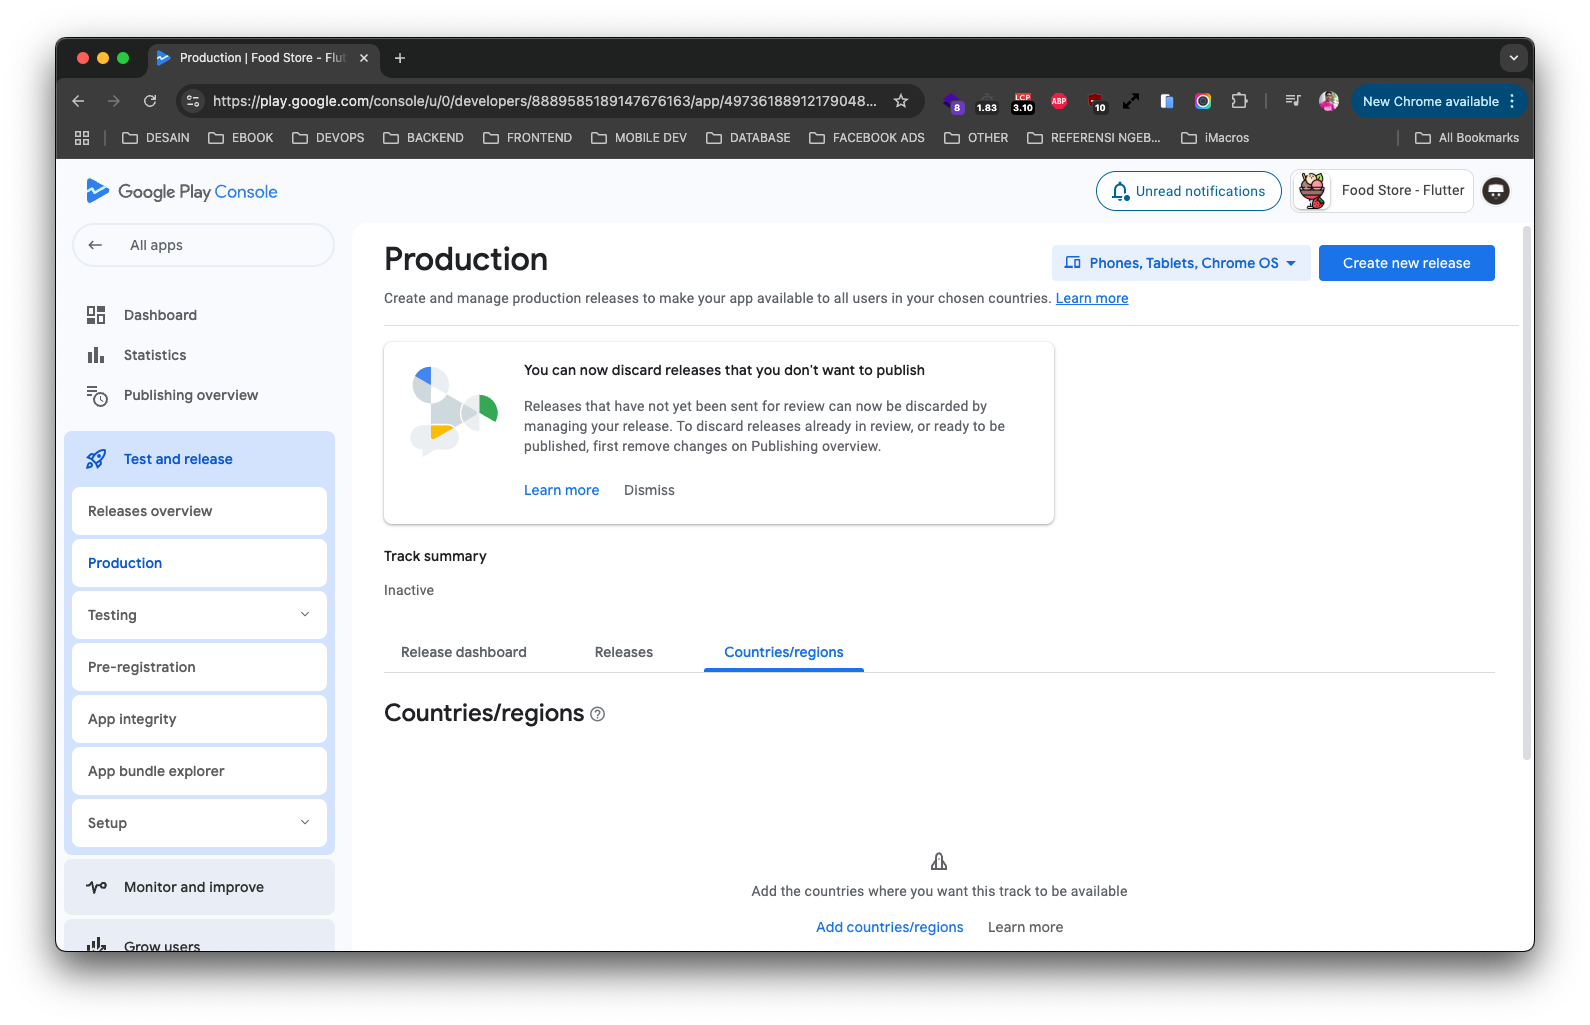 Production | Food Store - Flut
https://play.google.com/console/u/0/developers/8889585189147676163/app/49736188912179048...
8
1.83
LCP
3.10
ABP
10
New Chrome available
DESAIN
EBOOK
DEVOPS
BACKEND
FRONTEND
MOBILE DEV
DATABASE
FACEBOOK ADS
OTHER
REFERENSI NGEB...
iMacros
All Bookmarks
Google Play Console
Unread notifications
Food Store - Flutter
All apps
Dashboard
Statistics
Publishing overview
Test and release
Releases overview
Production
Testing
Pre-registration
App integrity
App bundle explorer
Setup
Monitor and improve
Grow users
Production
Phones, Tablets, Chrome OS
Create new release
Create and manage production releases to make your app available to all users in your chosen countries. Learn more
You can now discard releases that you don't want to publish
Releases that have not yet been sent for review can now be discarded by
managing your release. To discard releases already in review, or ready to be
published, first remove changes on Publishing overview.
Learn more
Dismiss
Track summary
Inactive
Release dashboard
Releases
Countries/regions
Countries/regions
Add the countries where you want this track to be available
Add countries/regions
Learn more